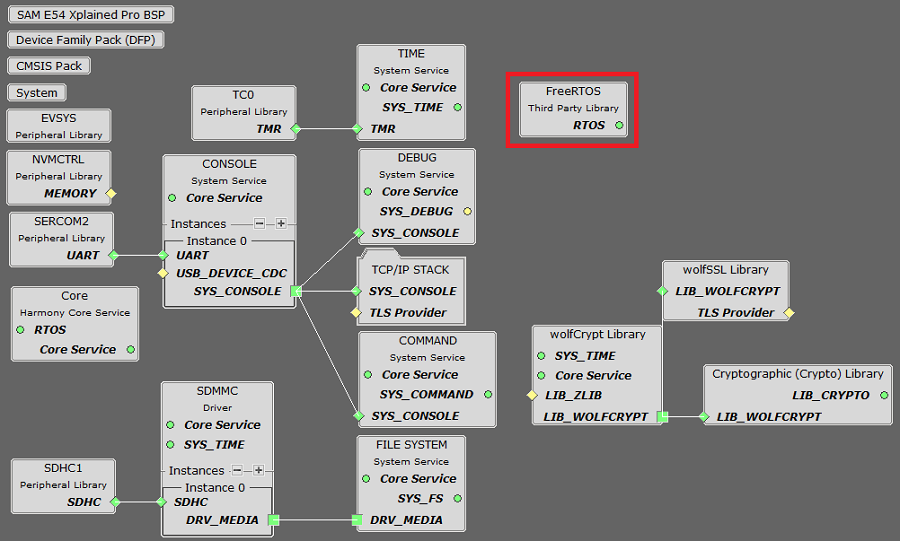 SAM E54 Xplained Pro BSP
Device Family Pack (DFP)
CMSIS Pack
System
EVSYS
Peripheral Library
NVMCTRL
Peripheral Library
MEMORY
SERCOM2
Peripheral Library
UART
Core
Harmony Core Service
RTOS
Core Service
SDHC1
Peripheral Library
SDHC
TC0
Peripheral Library
TMR
CONSOLE
System Service
Core Service
Instances
Instance 0
UART
USB_DEVICE_CDC
SYS_CONSOLE
SDMMC
Driver
Core Service
SYS_TIME
Instances
Instance 0
SDHC
DRV_MEDIA
TIME
System Service
Core Service
SYS_TIME
TMR
DEBUG
System Service
Core Service
SYS_DEBUG
SYS_CONSOLE
TCP/IP STACK
SYS_CONSOLE
TLS Provider
COMMAND
System Service
Core Service
SYS_COMMAND
SYS_CONSOLE
FILE SYSTEM
System Service
Core Service
SYS_FS
DRV_MEDIA
FreeRTOS
Third Party Library
RTOS
wolfCrypt Library
SYS_TIME
Core Service
LIB_ZLIB
LIB_WOLFCRYPT
wolfSSL Library
LIB_WOLFCRYPT
TLS Provider
Cryptographic (Crypto) Library
LIB_CRYPTO
LIB_WOLFCRYPT